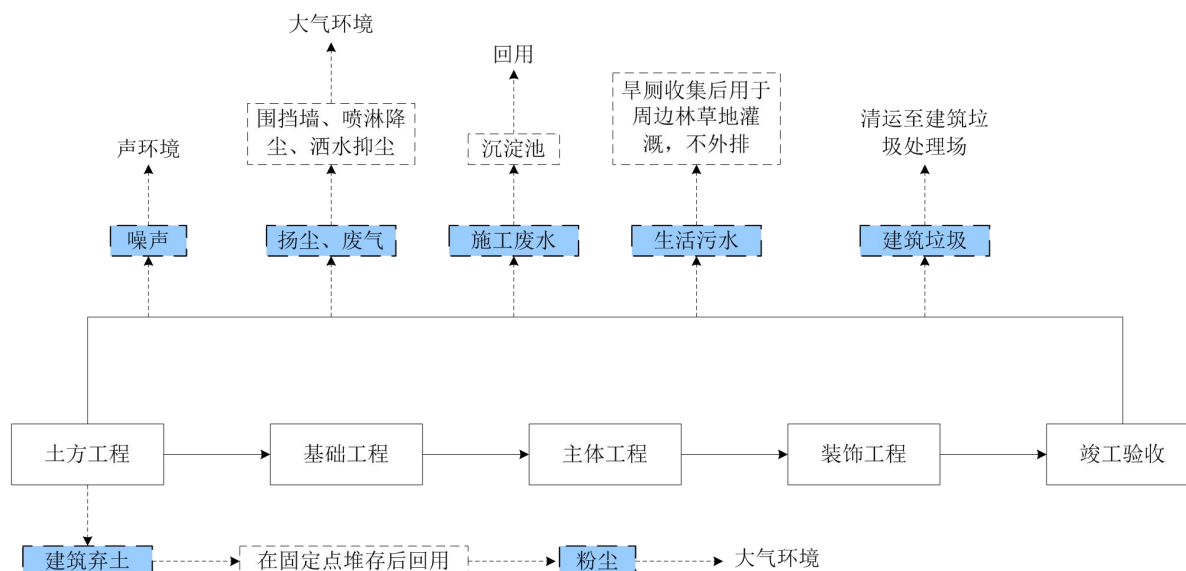 大气环境
回用
围挡墙、喷淋降
尘、洒水抑尘
旱厕收集后用于
周边林草地灌
溉，不外排
清运至建筑垃
圾处理场
声环境
沉淀池
噪声
扬尘、废气
施工废水
生活污水
建筑垃圾
土方工程
基础工程
主体工程
装饰工程
竣工验收
建筑弃土
在固定点堆存后回用
粉尘
大气环境